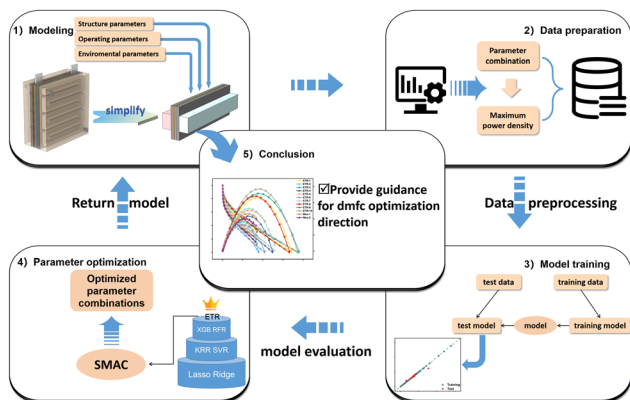 1) Modeling
Structure parameters
Operating parameters
Enviromental parameters
simplify
2) Data preparation
Parameter
combination
Maximum
power density
5) Conclusion
☑Provide guidance
for dmfc optimization
direction
Return model
Data preprocessing
4) Parameter optimization
Optimized
parameter
combinations
SMAC
ETR
XGB RFR
KRR SVR
Lasso Ridge
model evaluation
3) Model training
test data
training data
test model
model
training model
Training
Test